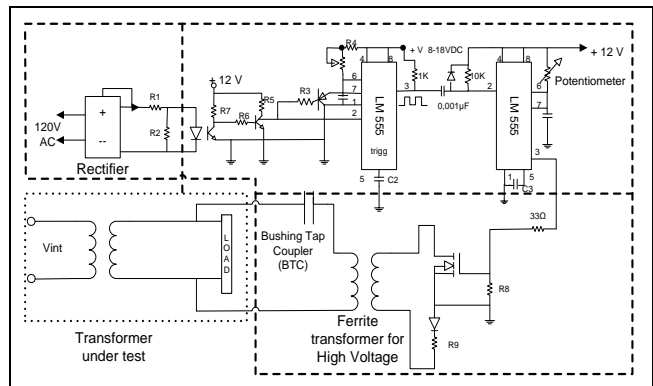 R4
+ V 8-18VDC
+ 12 V
4
8
4
8
+ 12 V
1K
10K
Potentiometer
R1
R7
R5
R3
6
7
1
2
3
LM 555
trigg
0,001µF
2
LM 555
6
7
3
120V
AC
+
--
R2
R6
Rectifier
5
C2
1
5
C3
33Ω
Vint
LOAD
Bushing Tap
Coupler
(BTC)
R8
Transformer
under test
Ferrite
transformer for
High Voltage
R9